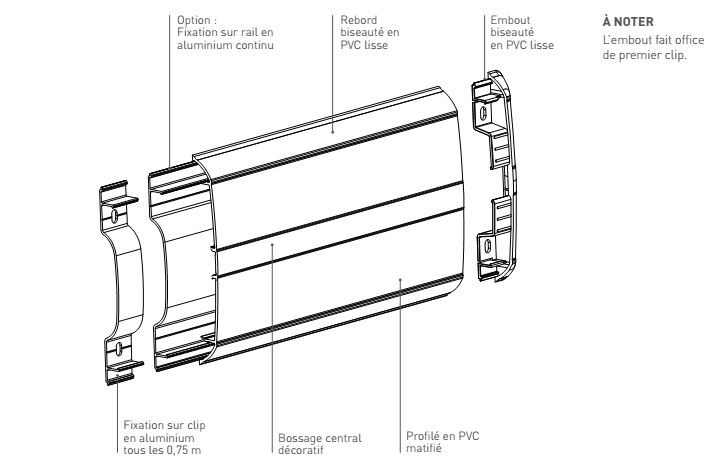 Option :
Fixation sur rail en
aluminium continu
Rebord
biseauté en
PVC lisse
Embout
biseauté
en PVC lisse
À NOTER
L'embout fait office
de premier clip.
Fixation sur clip
en aluminium
tous les 0,75 m
Bossage central
décoratif
Profilé en PVC
matifié